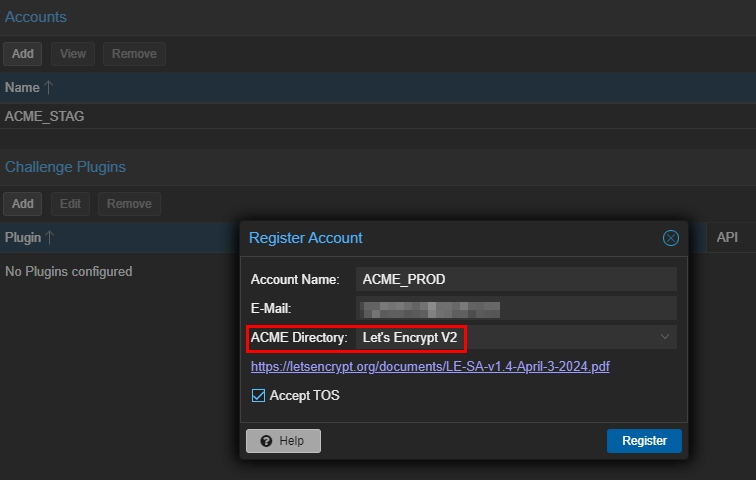 Accounts
Add View Remove
Name
ACME_STAG
Challenge Plugins
Add Edit Remove
Plugin API
No Plugins configured
Register Account
Account Name: ACME_PROD
E-Mail:
ACME Directory: Let's Encrypt V2
https://letsencrypt.org/documents/LE-SA-v1.4-April-3-2024.pdf
Accept TOS
Help Register